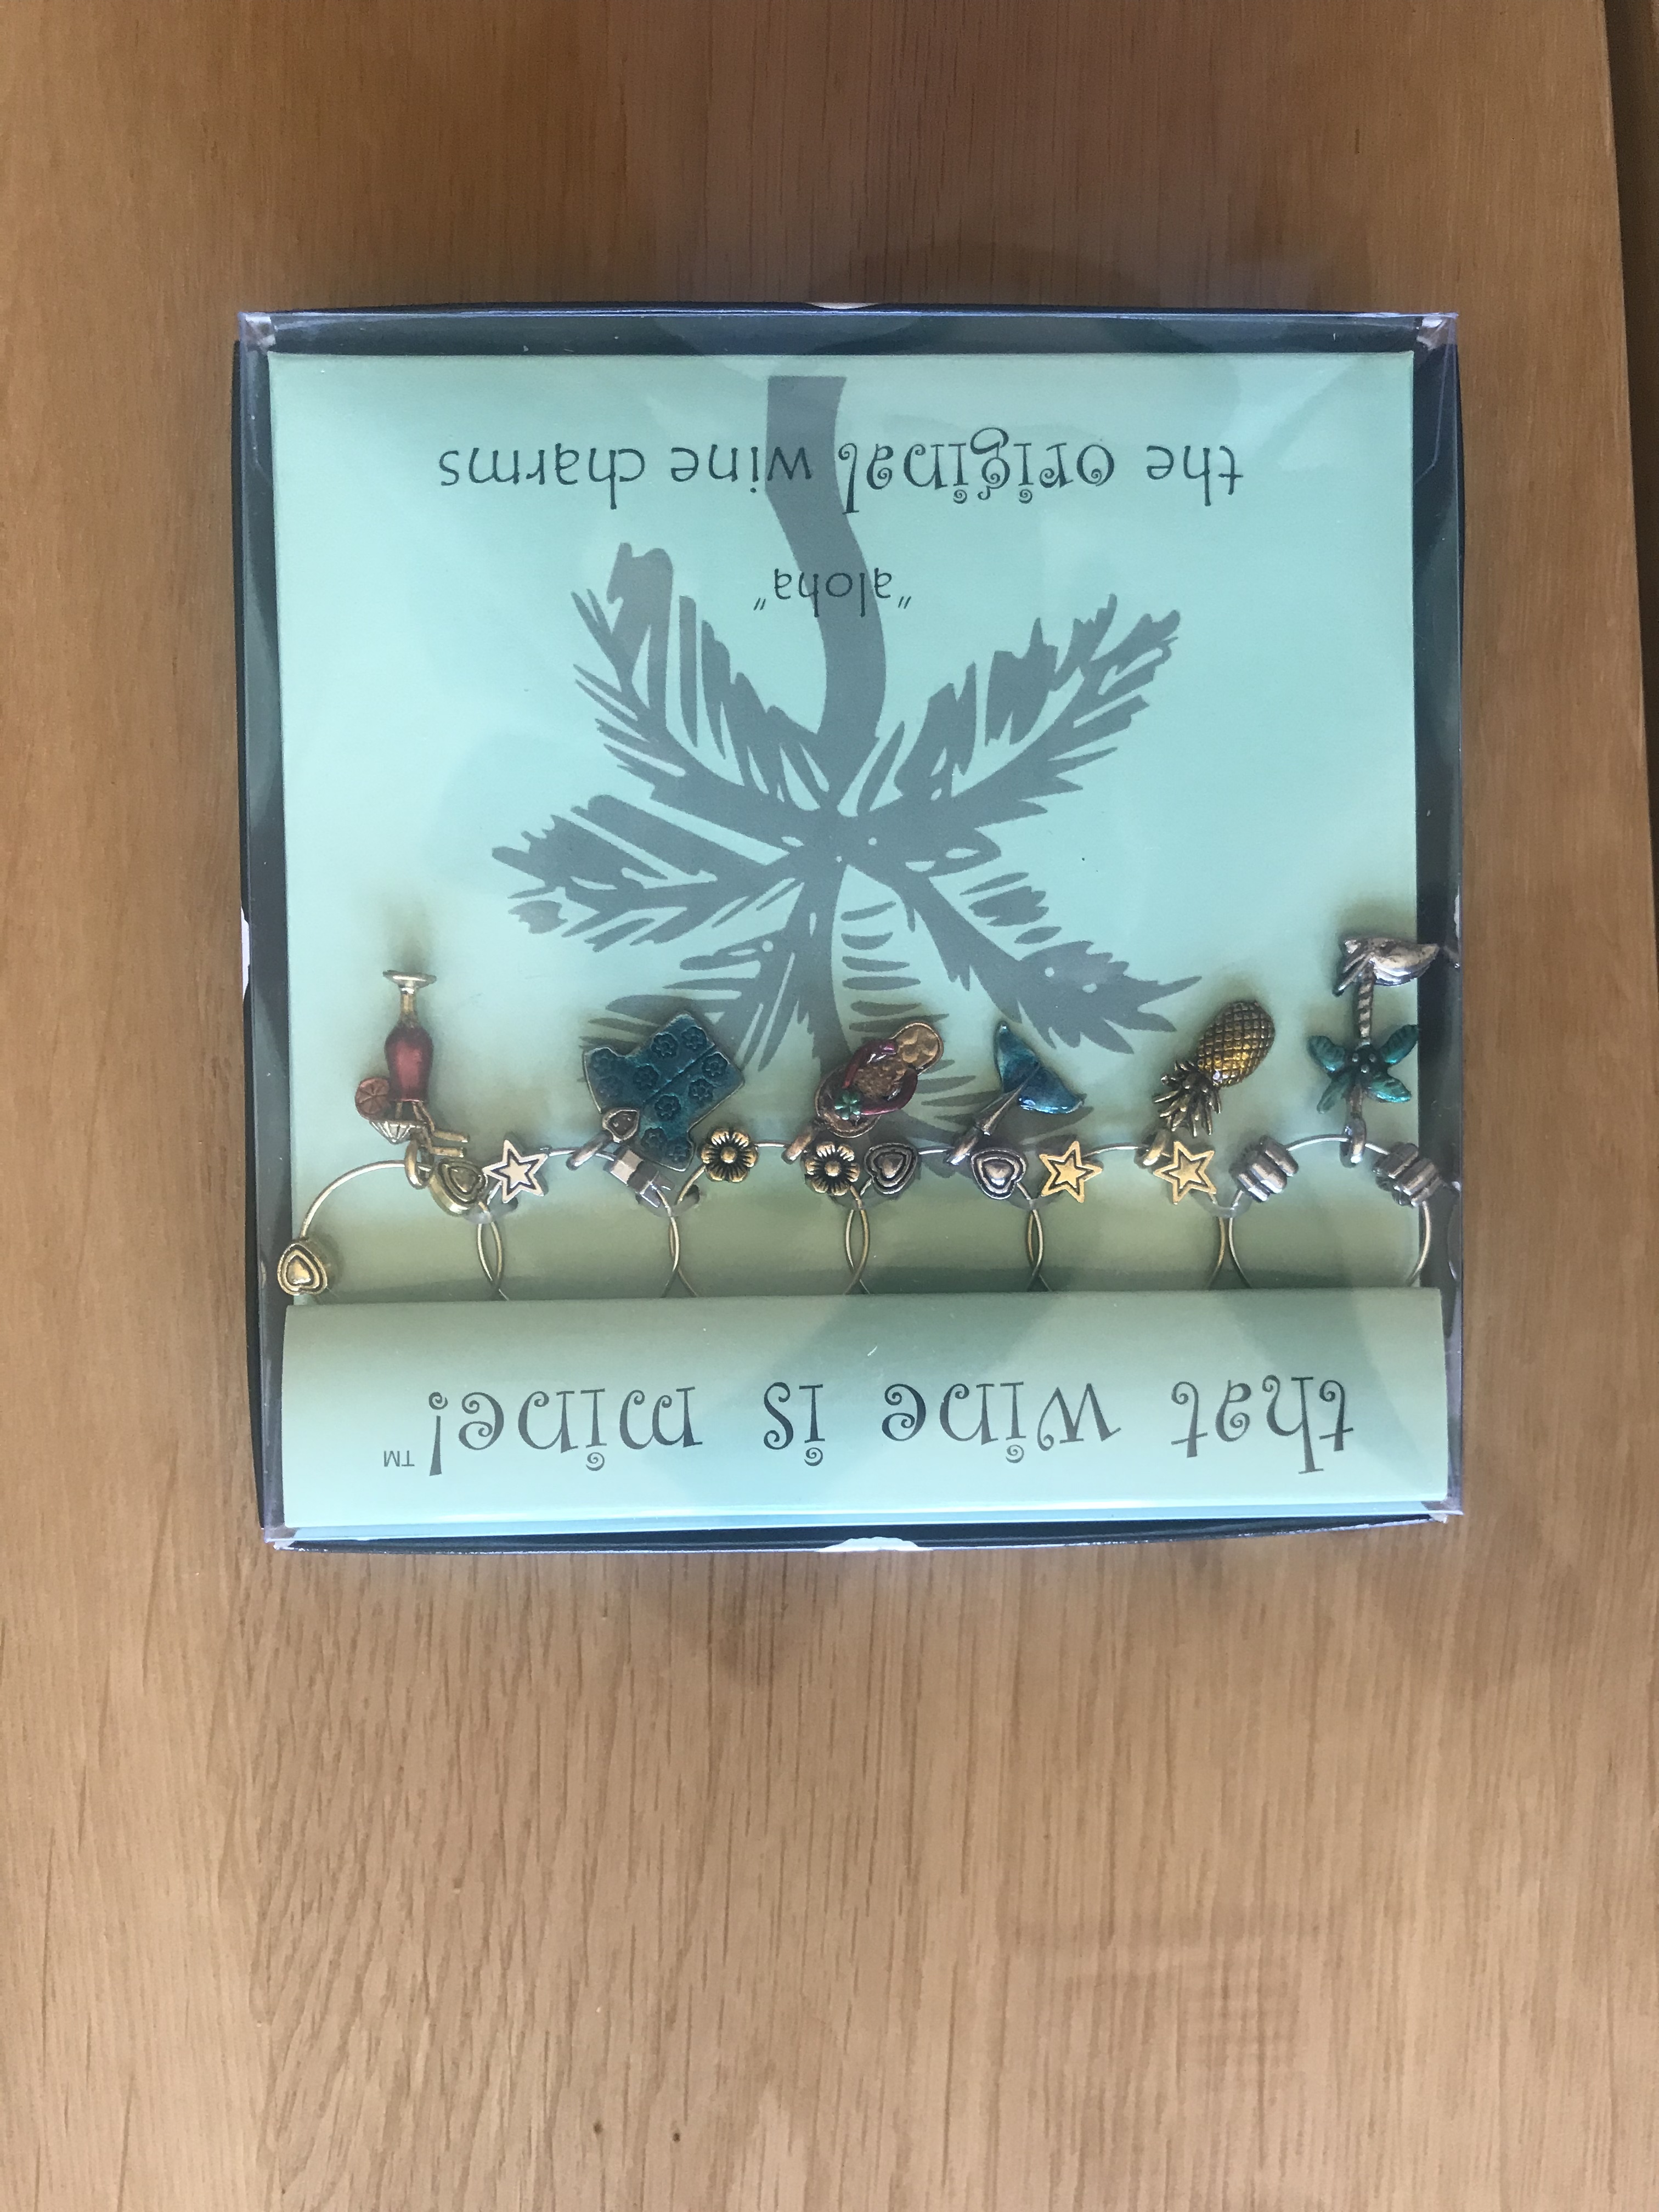 that wine is mine!™
"aloha"
the original wine charms